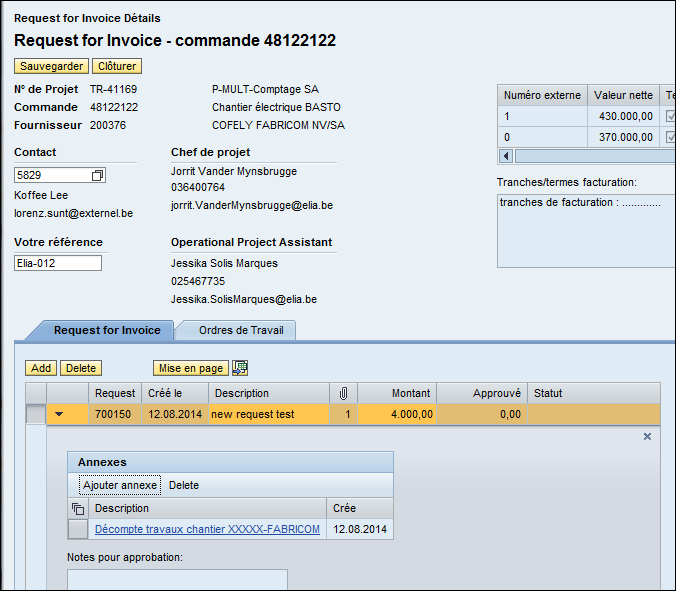 Request for Invoice Détails
Request for Invoice - commande 48122122
Sauvegarder Clôturer
N° de Projet TR-41169 P-MULT-Comptage SA
Commande 48122122 Chantier électrique BASTO
Fournisseur 200376 COFELY FABRICOM NV/SA
Numéro externe Valeur nette Te
1 430.000,00
0 370.000,00
Contact Chef de projet
5829 Jorrit Vander Mynsbrugge
Koffee Lee 036400764
lorenz.sunt@externel.be jorrit.VanderMynsbrugge@elia.be
Tranches/termes facturation:
tranches de facturation : .............
Votre référence Operational Project Assistant
Elia-012 Jessika Solis Marques
025467735
Jessika.SolisMarques@elia.be
Request for Invoice Ordres de Travail
Add Delete Mise en page
Request Créé le Description Montant Approuvé Statut
700150 12.08.2014 new request test 1 4.000,00 0,00
Annexes
Ajouter annexe Delete
Description Crée
Décompte travaux chantier XXXXX-FABRICOM 12.08.2014
Notes pour approbation: